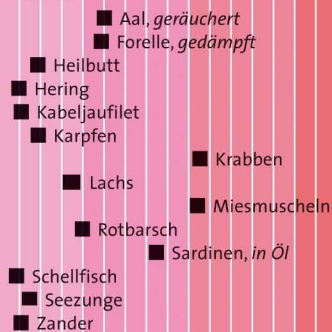 Aal, geräuchert
Forelle, gedämpft
Heilbutt
Hering
Kabeljaufilet
Karpfen
Krabben
Lachs
Miesmuscheln
Rotbarsch
Sardinen, in Öl
Schellfisch
Seezunge
Zander